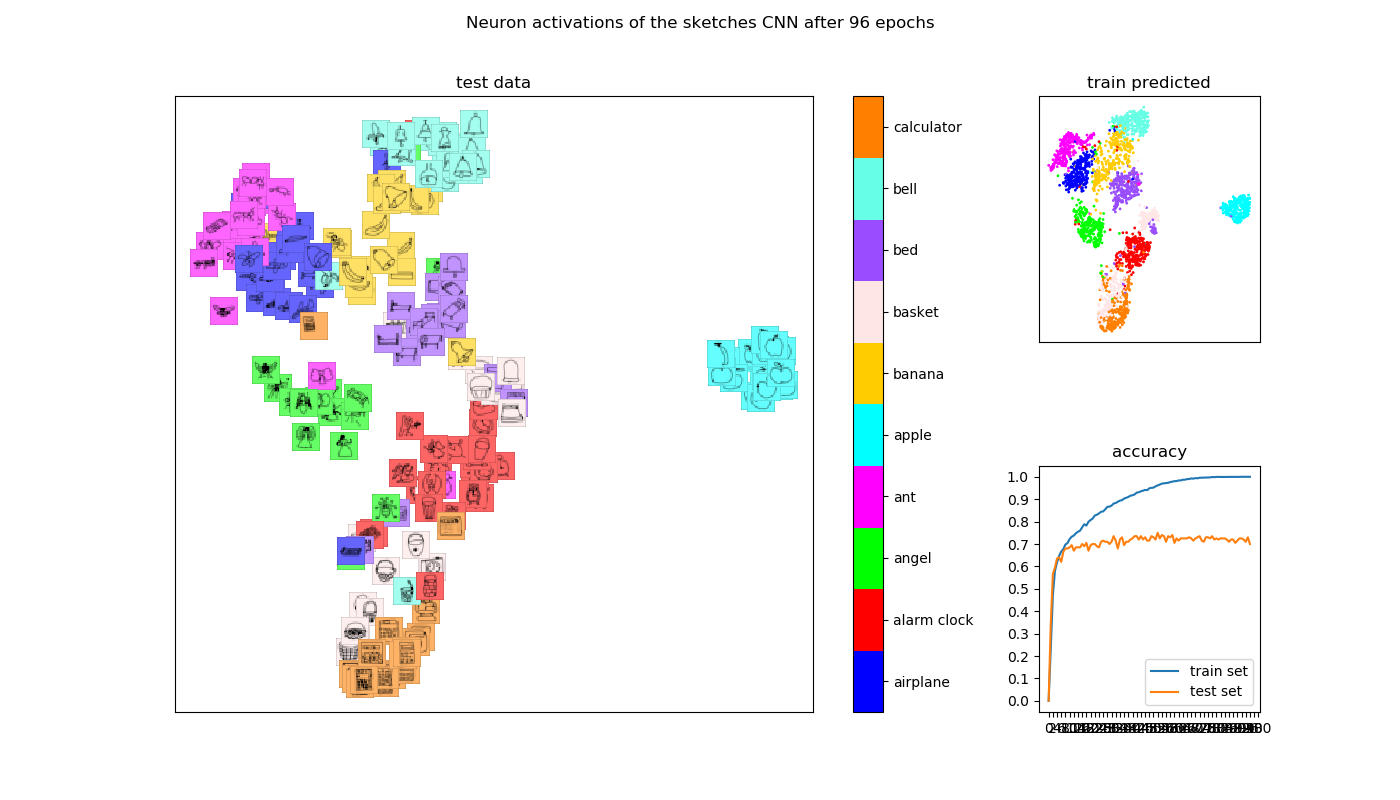 Neuron activations of the sketches CNN after 96 epochs
test data
calculator
bell
bed
basket
banana
apple
ant
angel
alarm clock
airplane
train predicted
accuracy
1.0
0.9
0.8
0.7
0.6
0.5
0.4
0.3
0.2
0.1
0.0
train set
test set